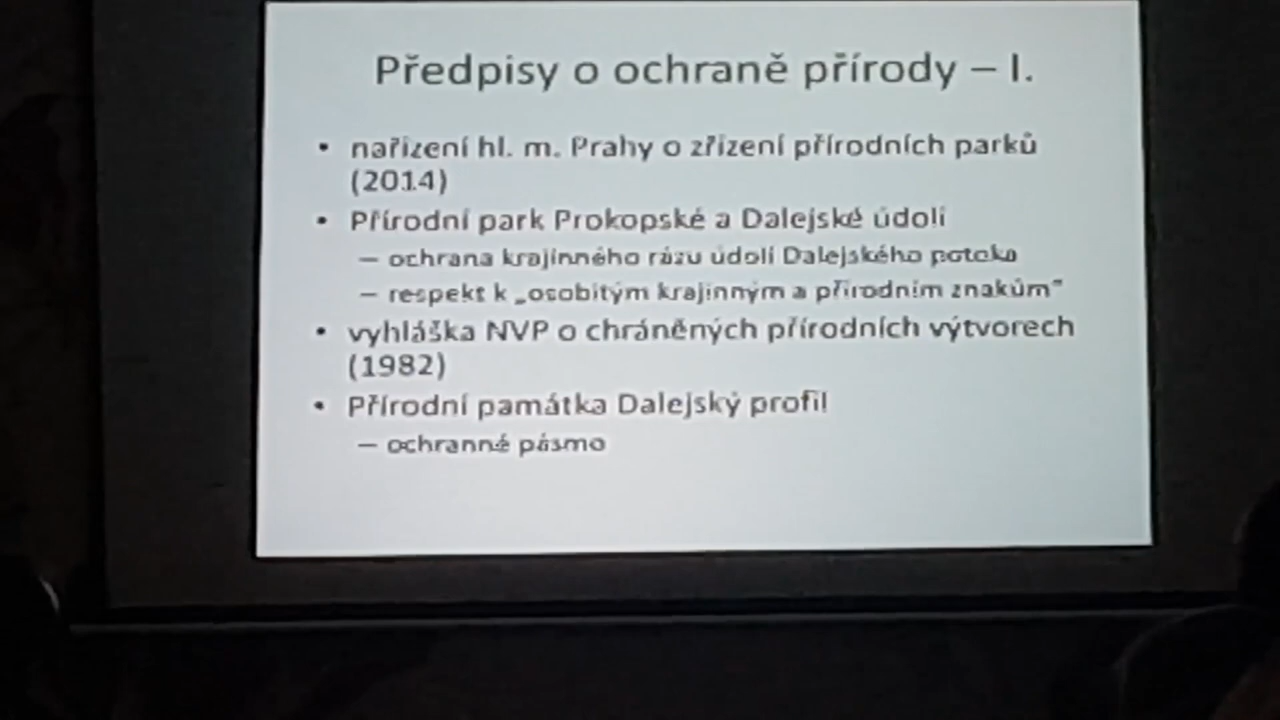 Předpisy o ochraně přírody – I.
• nařízení hl. m. Prahy o zřízení přírodních parků
(2014)
• Přírodní park Prokopské a Dalejské údolí
– ochrana krajinného rázu údolí Dalejského potoka
– respekt k „osobitým krajinným a přírodním znakům“
• vyhláška NVP o chráněných přírodních výtvorech
(1982)
• Přírodní památka Dalejský profil
– ochranné pásmo